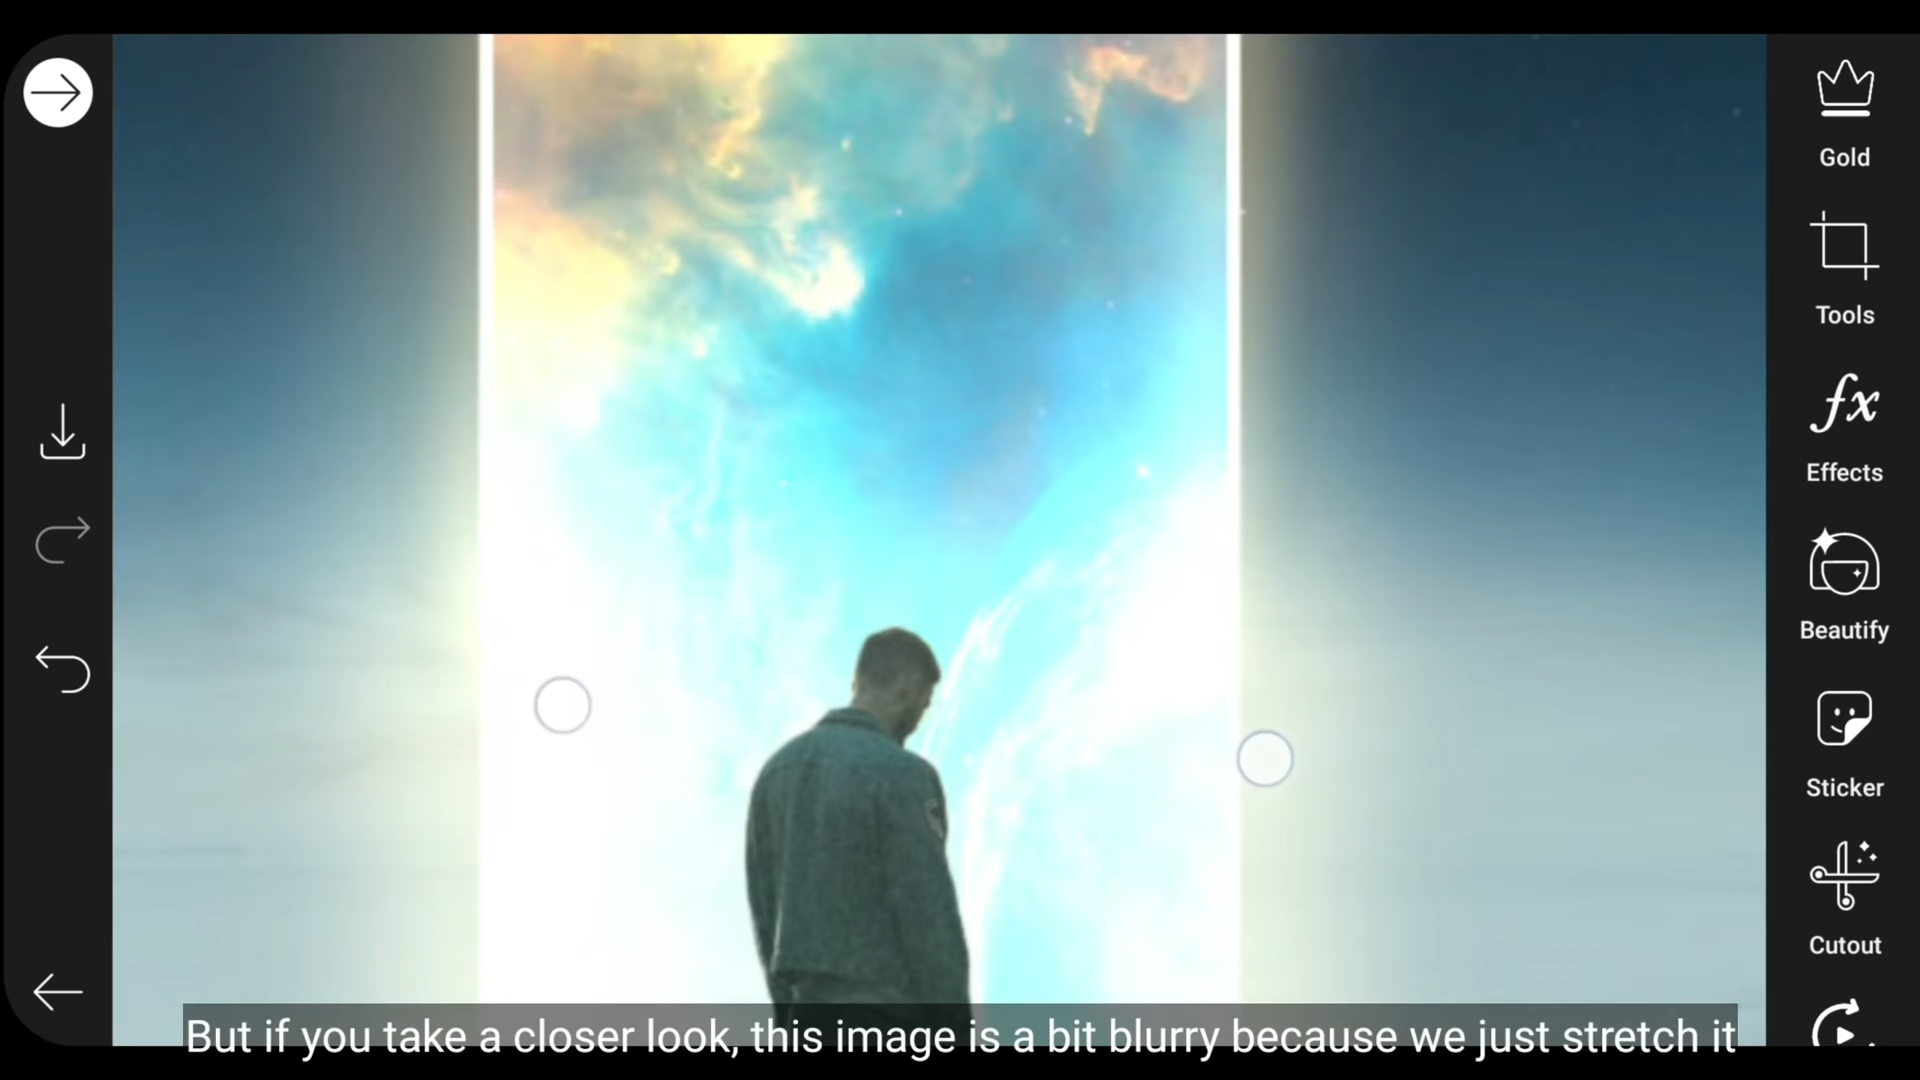 Gold
Tools
fx
Effects
Beautify
Sticker
Cutout
But if you take a closer look, this image is a bit blurry because we just stretch it